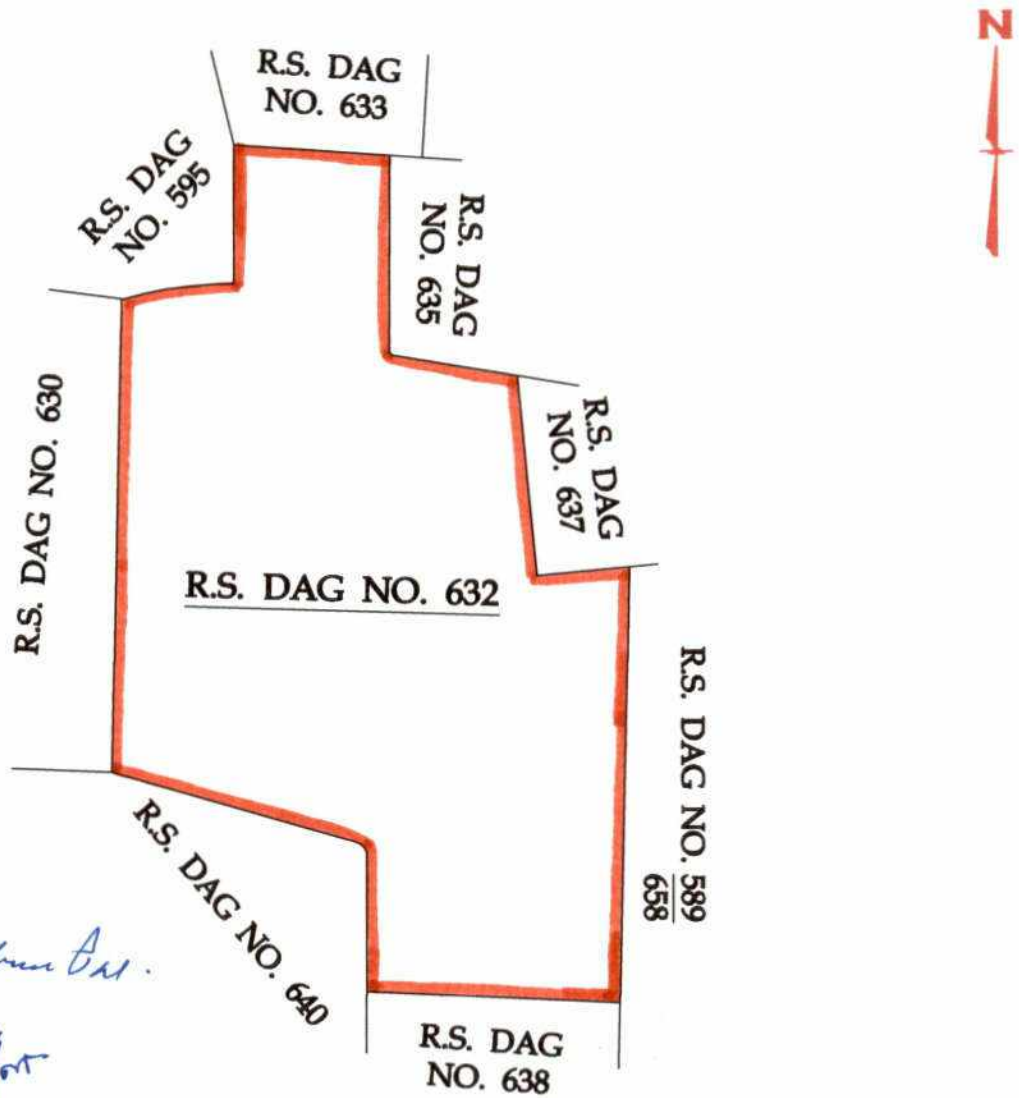 N
R.S. DAG
NO. 633
R.S. DAG
NO. 595
R.S. DAG
NO. 635
R.S. DAG NO. 630
R.S. DAG
NO. 637
R.S. DAG NO. 632
R.S. DAG NO. 589
658
R.S. DAG NO. 640
R.S. DAG
NO. 638